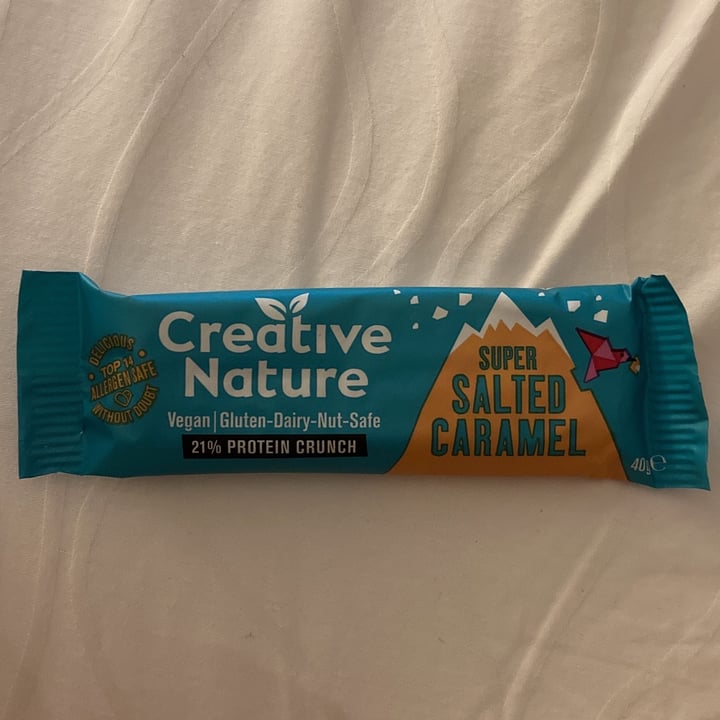 DELICIOUS
TOP 14
ALLERGEN SAFE
WITHOUT DOUBT
Creative
Nature
Vegan | Gluten-Dairy-Nut-Safe
21% PROTEIN CRUNCH
SUPER
SALTED
CARAMEL
40g℮